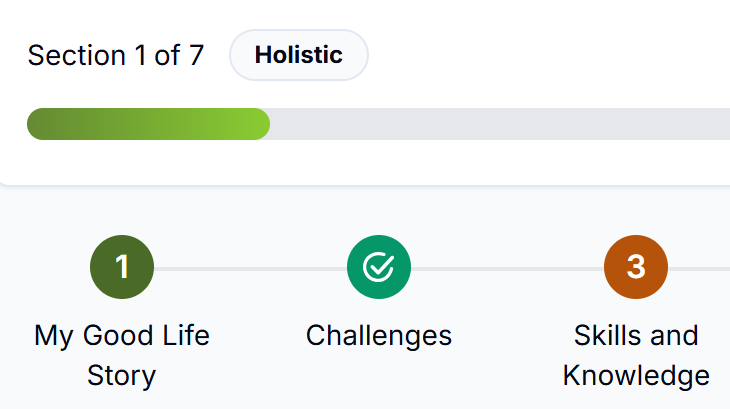 Section 1 of 7 Holistic
1 3
My Good Life Challenges Skills and
Story Knowledge